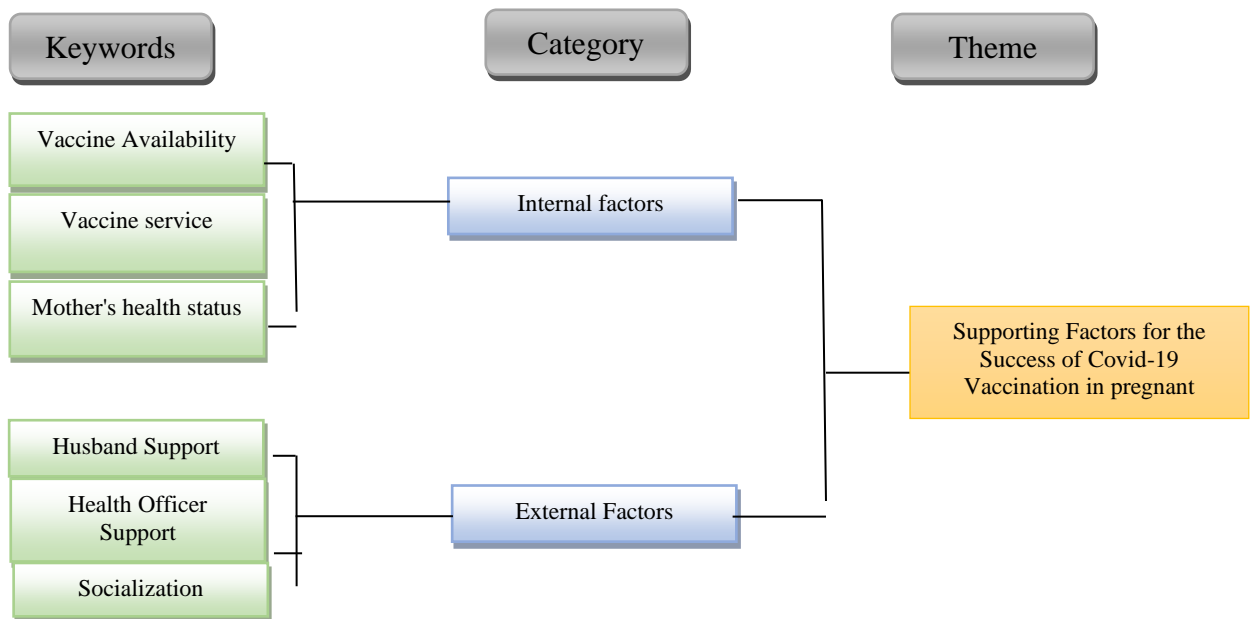 Keywords
Category
Theme
Vaccine Availability
Vaccine service
Mother's health status
Internal factors
Supporting Factors for the
Success of Covid-19
Vaccination in pregnant
Husband Support
Health Officer
Support
Socialization
External Factors